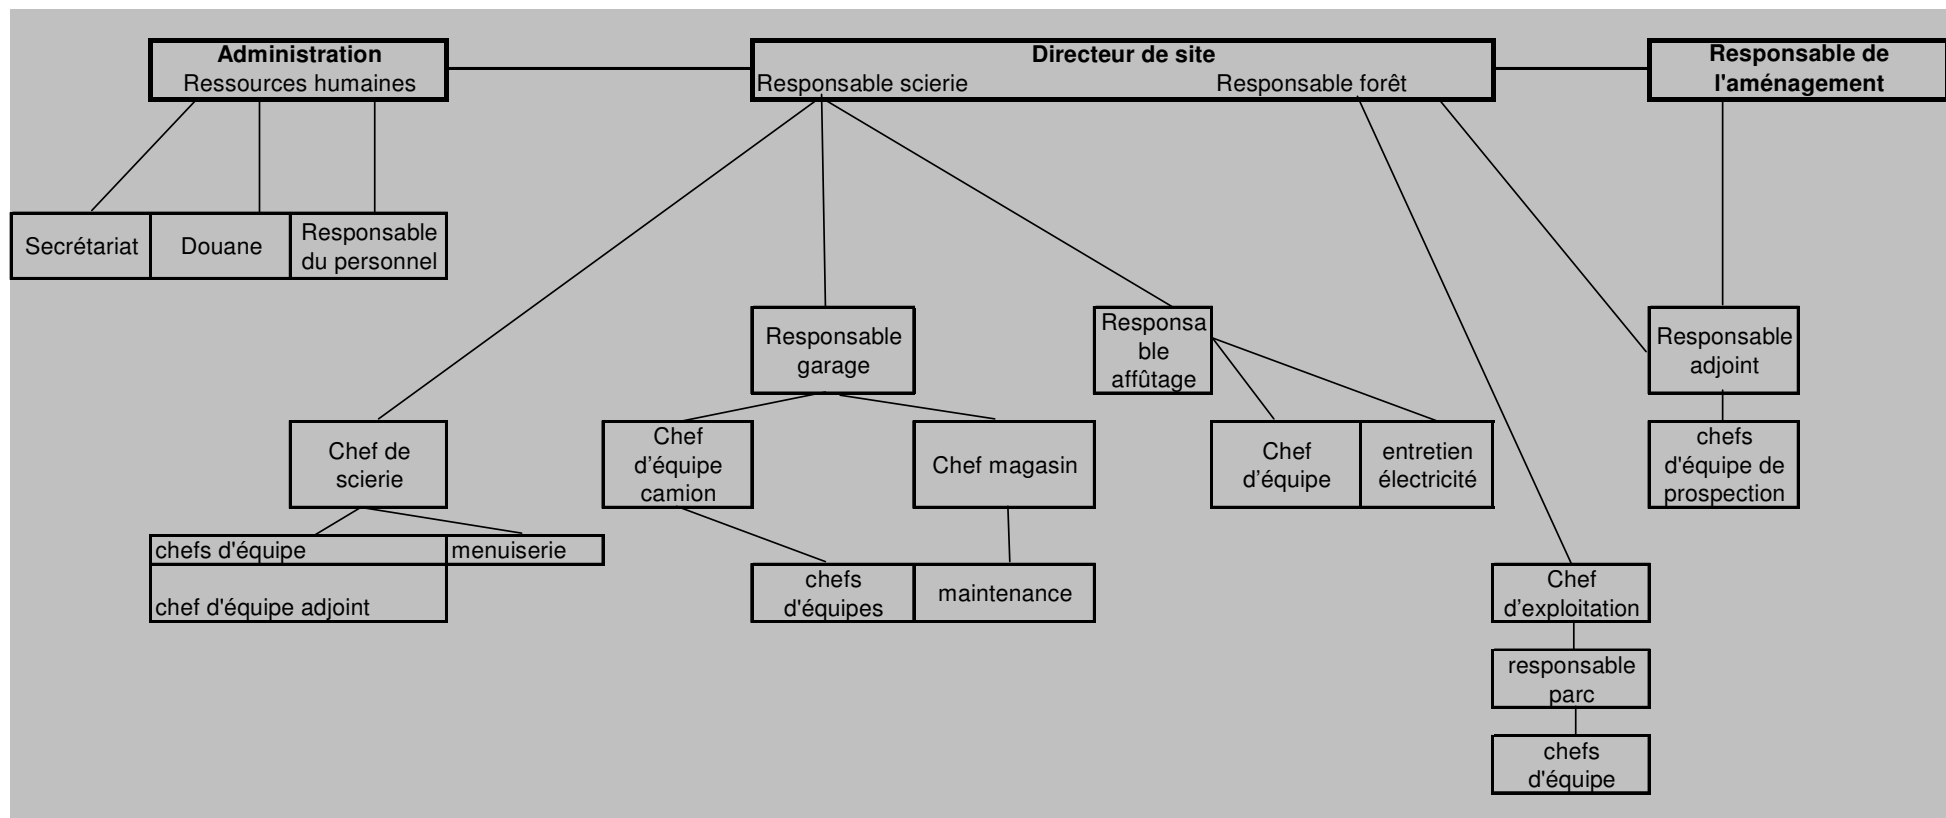 Administration
Ressources humaines
Directeur de site
Responsable scierie
Responsable forêt
Responsable de
l'aménagement
Secrétariat
Douane
Responsable
du personnel
Responsable
garage
Responsa
ble
affûtage
Responsable
adjoint
Chef de
scierie
Chef
d’équipe
camion
Chef magasin
Chef
d’équipe
entretien
électricité
chefs
d'équipe de
prospection
chefs d'équipe
menuiserie
chef d'équipe adjoint
chefs
d'équipes
maintenance
Chef
d’exploitation
responsable
parc
chefs
d'équipe